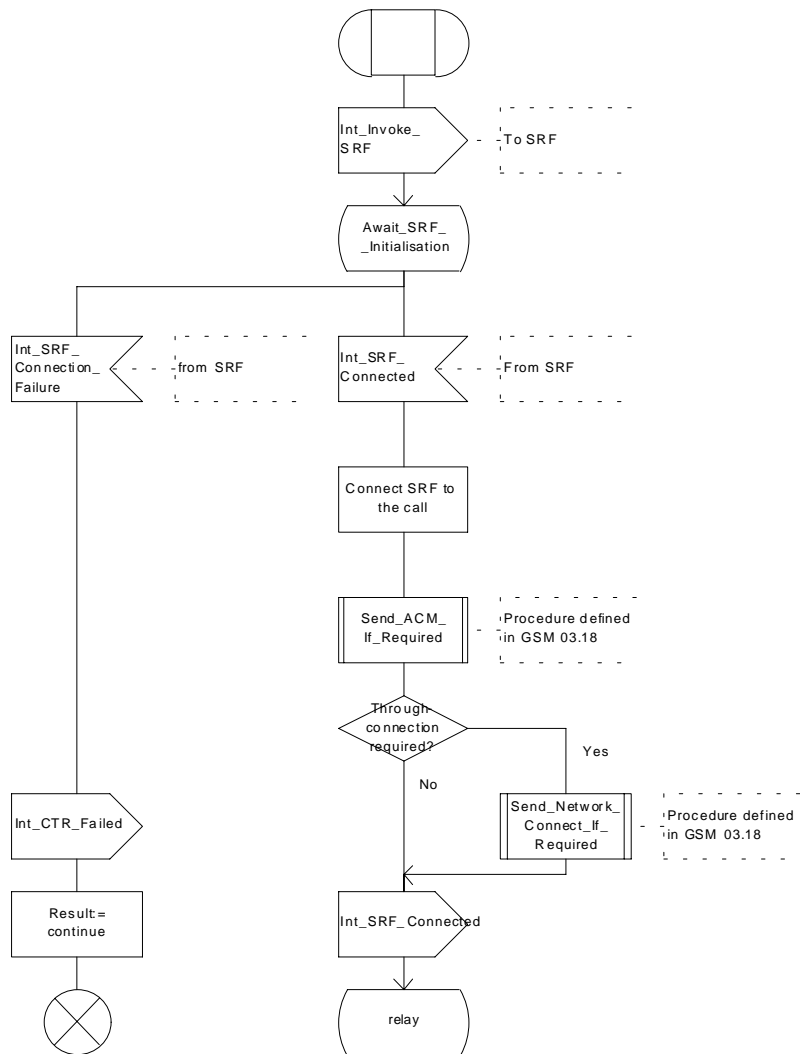 Int_Invoke_
SRF
To SRF
Await_SRF_
_Initialisation
Int_SRF_
Connection_
Failure
from SRF
Int_SRF_
Connected
From SRF
Connect SRF to
the call
Send_ACM_
If_Required
Procedure defined
in GSM 03.18
Through-
connection
required?
Yes
No
Int_CTR_Failed
Send_Network_
Connect_If_
Required
Procedure defined
in GSM 03.18
Result:=
continue
Int_SRF_Connected
relay